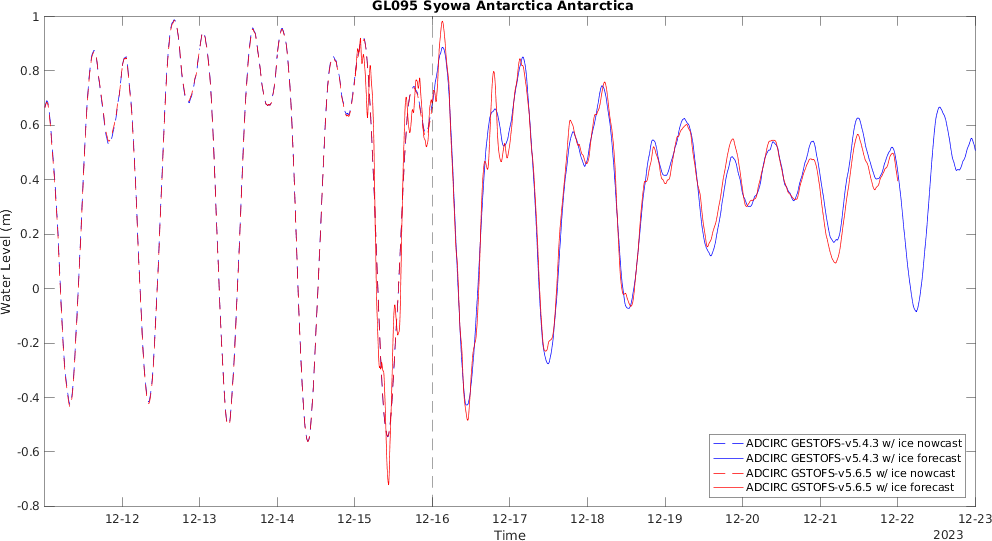 GL095 Syowa Antarctica Antarctica
1
0.8
0.6
0.4
0.2
0
-0.2
-0.4
-0.6
-0.8
Water Level (m)
ADCIRC GESTOFS-v5.4.3 w/ ice nowcast
ADCIRC GESTOFS-v5.4.3 w/ ice forecast
ADCIRC GSTOFS-v5.6.5 w/ ice nowcast
ADCIRC GSTOFS-v5.6.5 w/ ice forecast
12-12 12-13 12-14 12-15 12-16 12-17 12-18 12-19 12-20 12-21 12-22 12-23
Time
2023